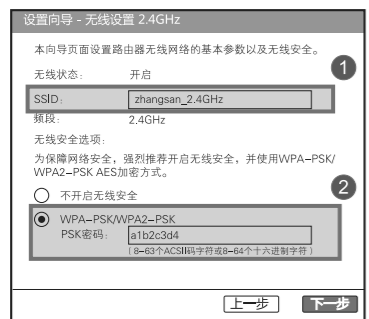 设置向导 - 无线设置 2.4GHz
本向导页面设置路由器无线网络的基本参数以及无线安全。
无线状态: 开启
1
SSID: zhangsan_2.4GHz
频段: 2.4GHz
无线安全选项:
为保障网络安全，强烈推荐开启无线安全，并使用WPA-PSK/
WPA2-PSK AES加密方式。
2
不开启无线安全
WPA-PSK/WPA2-PSK
PSK密码: a1b2c3d4
(8-63个ACSII码字符或8-64个十六进制字符)
上一步 下一步